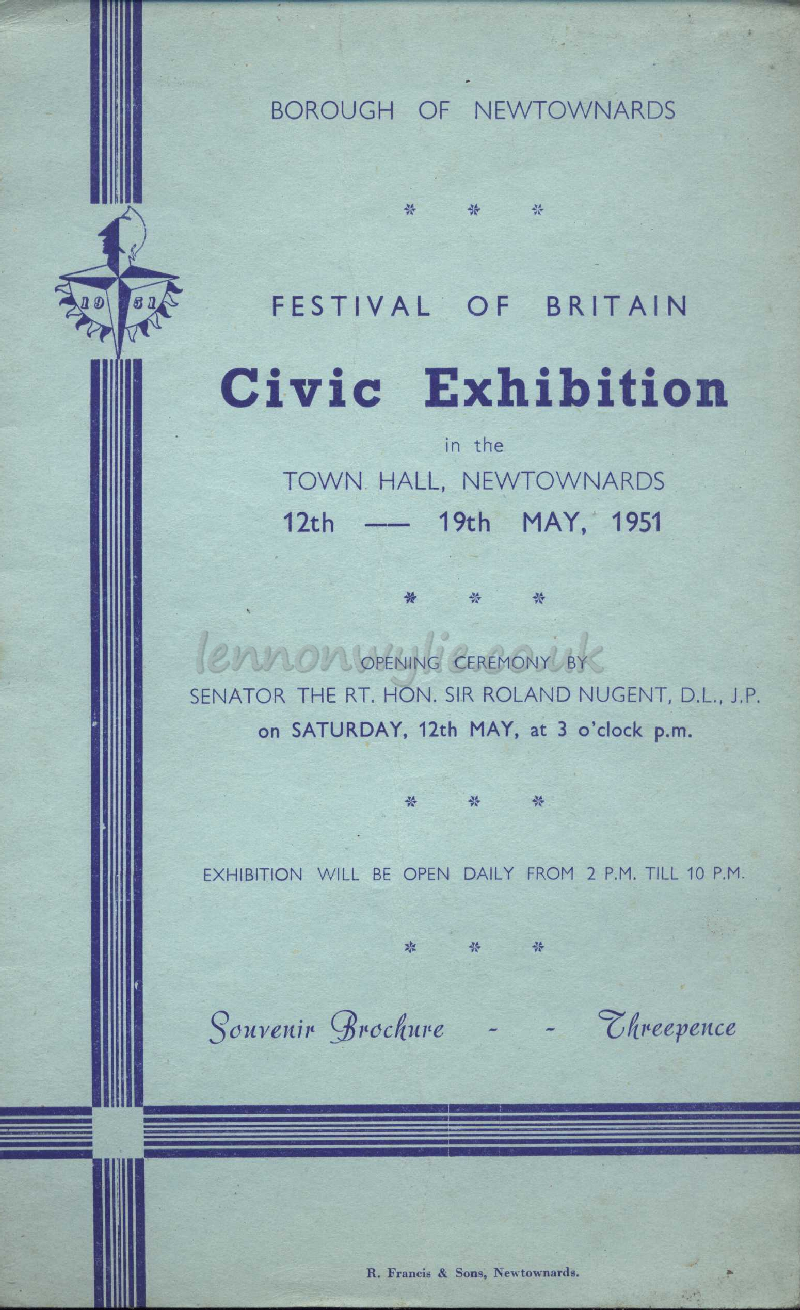 BOROUGH OF NEWTOWNARDS
* * *
1951
FESTIVAL OF BRITAIN
Civic Exhibition
in the
TOWN HALL, NEWTOWNARDS
12th — 19th MAY, 1951
* * *
lennonwylie.co.uk
OPENING CEREMONY BY
SENATOR THE RT. HON. SIR ROLAND NUGENT, D.L., J.P.
on SATURDAY, 12th MAY, at 3 o'clock p.m.
* * *
EXHIBITION WILL BE OPEN DAILY FROM 2 P.M. TILL 10 P.M.
* * *
Souvenir Brochure - - Threepence
R. Francis & Sons, Newtownards.